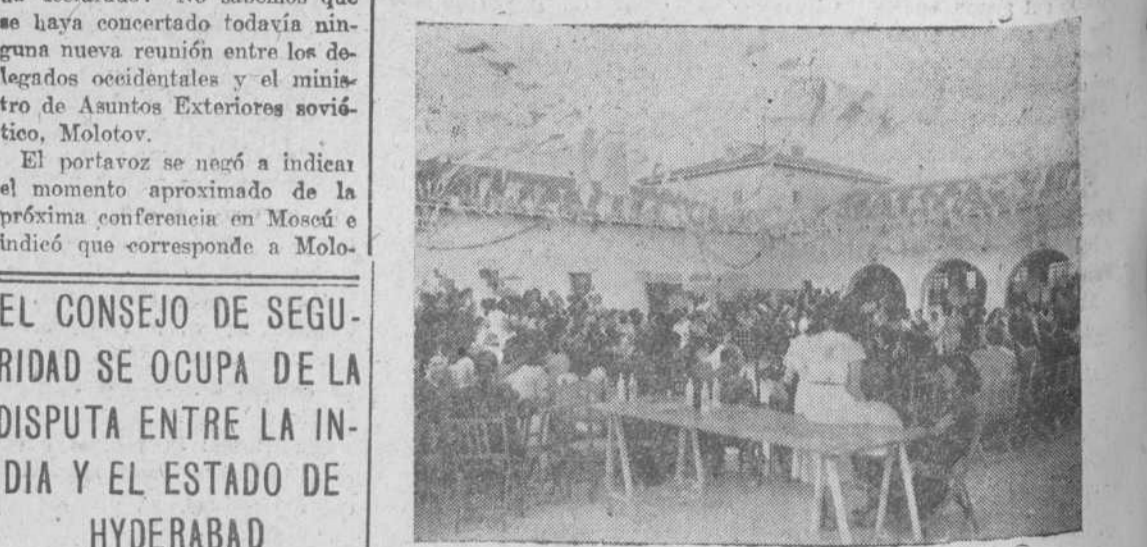 se haya concertado todavía nin-
guna nueva reunión entre los de-
legados occidentales y el minis-
tro de Asuntos Exteriores sovié-
tico, Molotov.
El portavoz se negó a indicar
el momento aproximado de la
próxima conferencia en Moscú e
indicó que corresponde a Molo-
EL CONSEJO DE SEGU-
RIDAD SE OCUPA DE LA
DISPUTA ENTRE LA IN-
DIA Y EL ESTADO DE
HYDERABAD